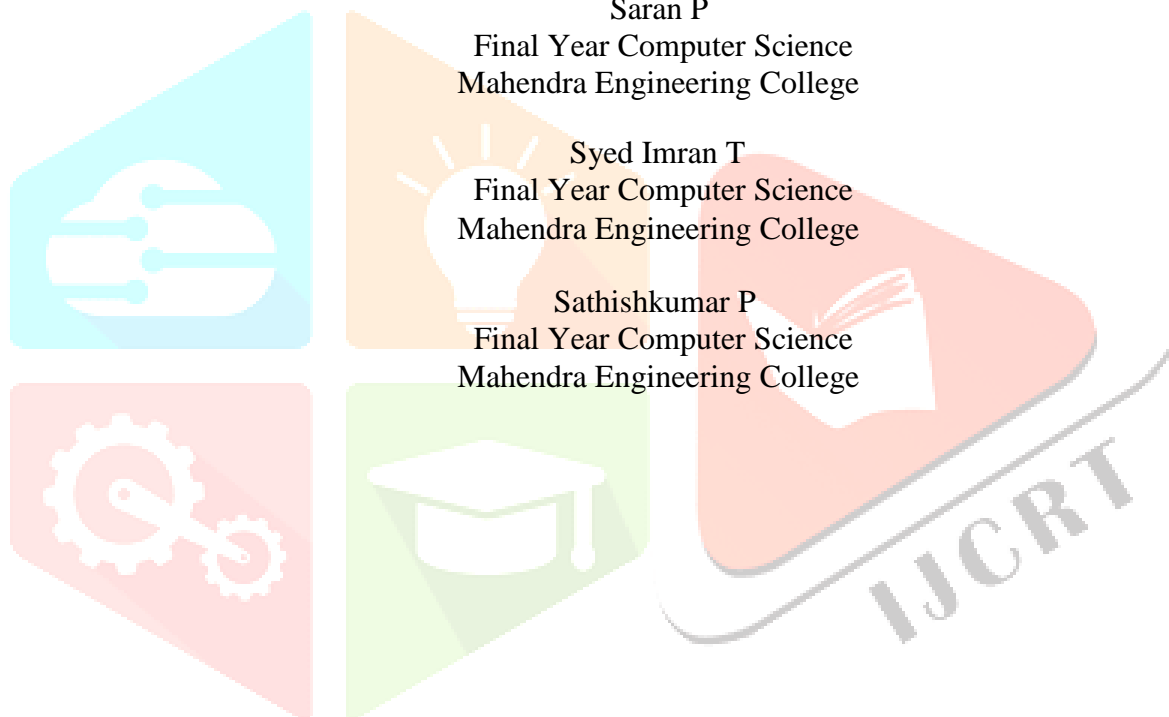 Saran P
Final Year Computer Science
Mahendra Engineering College
Syed Imran T
Final Year Computer Science
Mahendra Engineering College
Sathishkumar P
Final Year Computer Science
Mahendra Engineering College
IJCRT